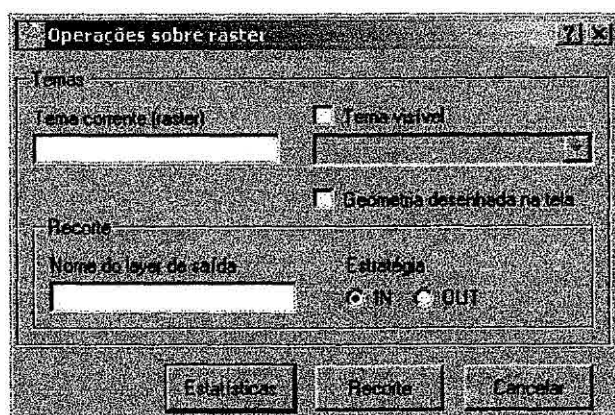 Operações sobre raster
Temas
Tema corrente (raster)
Tema visível
Geometria desenhada na tela
Recorte
Nome do layer de saída
Estratégia
IN
OUT
Estatísticas
Recorte
Cancelar